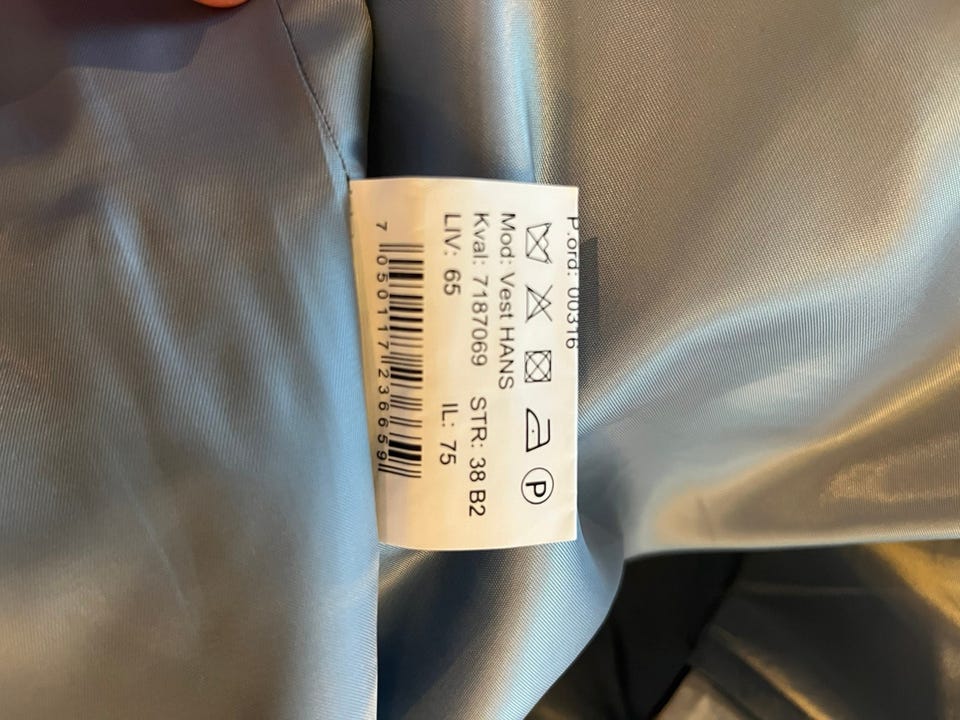 P.ord: 00316
P
Mod: Vest HANS
Kval: 7187069 STR: 38 B2
LIV: 65 IL: 75
7 050117 236659